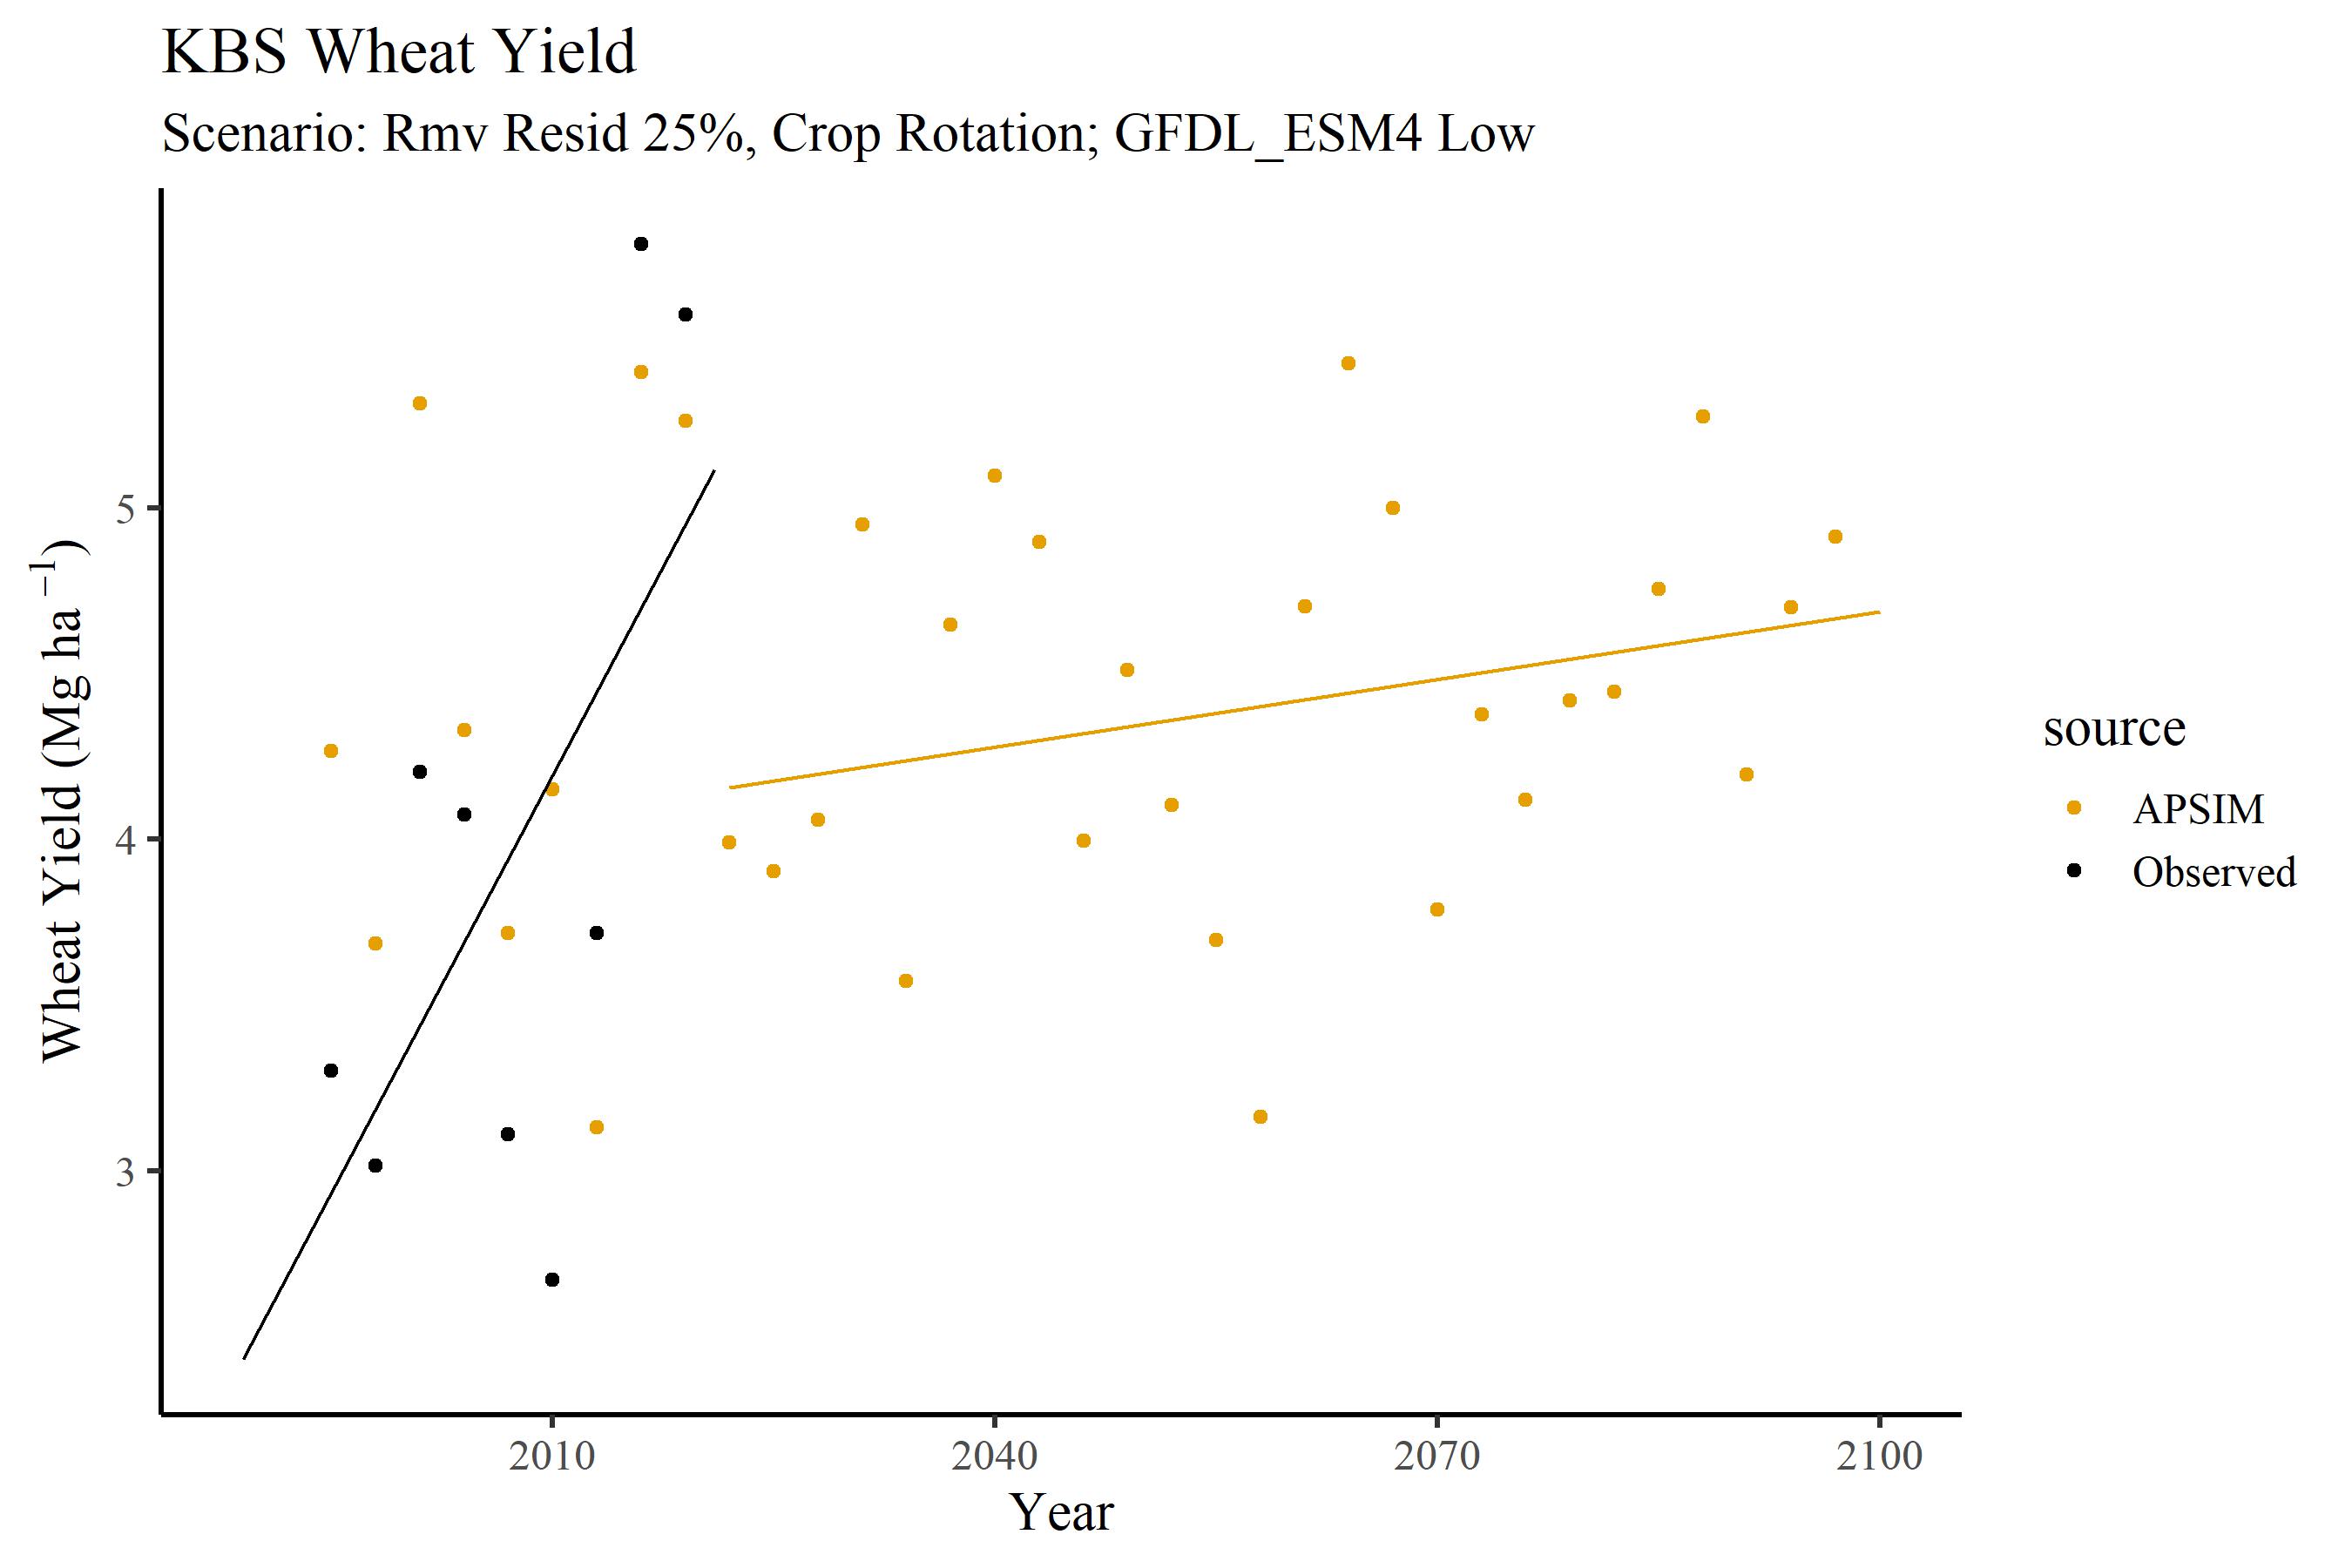 KBS Wheat Yield
Scenario: Rmv Resid 25%, Crop Rotation; GFDL_ESM4 Low
Wheat Yield (Mg ha⁻¹)
5
4
3
2010
2040
2070
2100
Year
source
APSIM
Observed